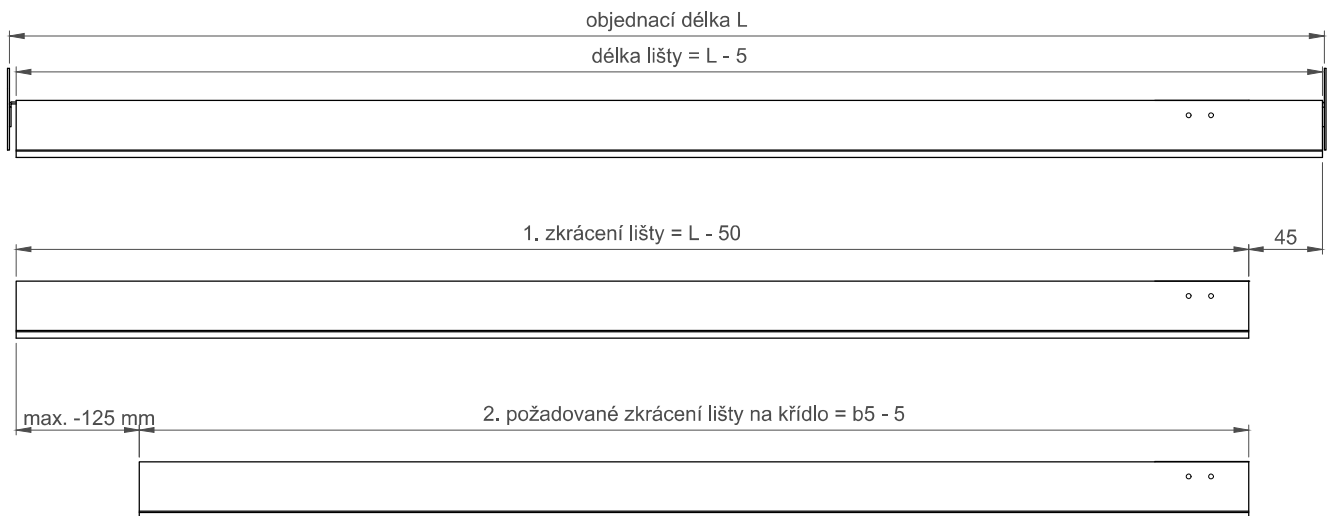 objednací délka L
délka lišty = L - 5
1. zkrácení lišty = L - 50
45
max. -125 mm
2. požadované zkrácení lišty na křídlo = b5 - 5